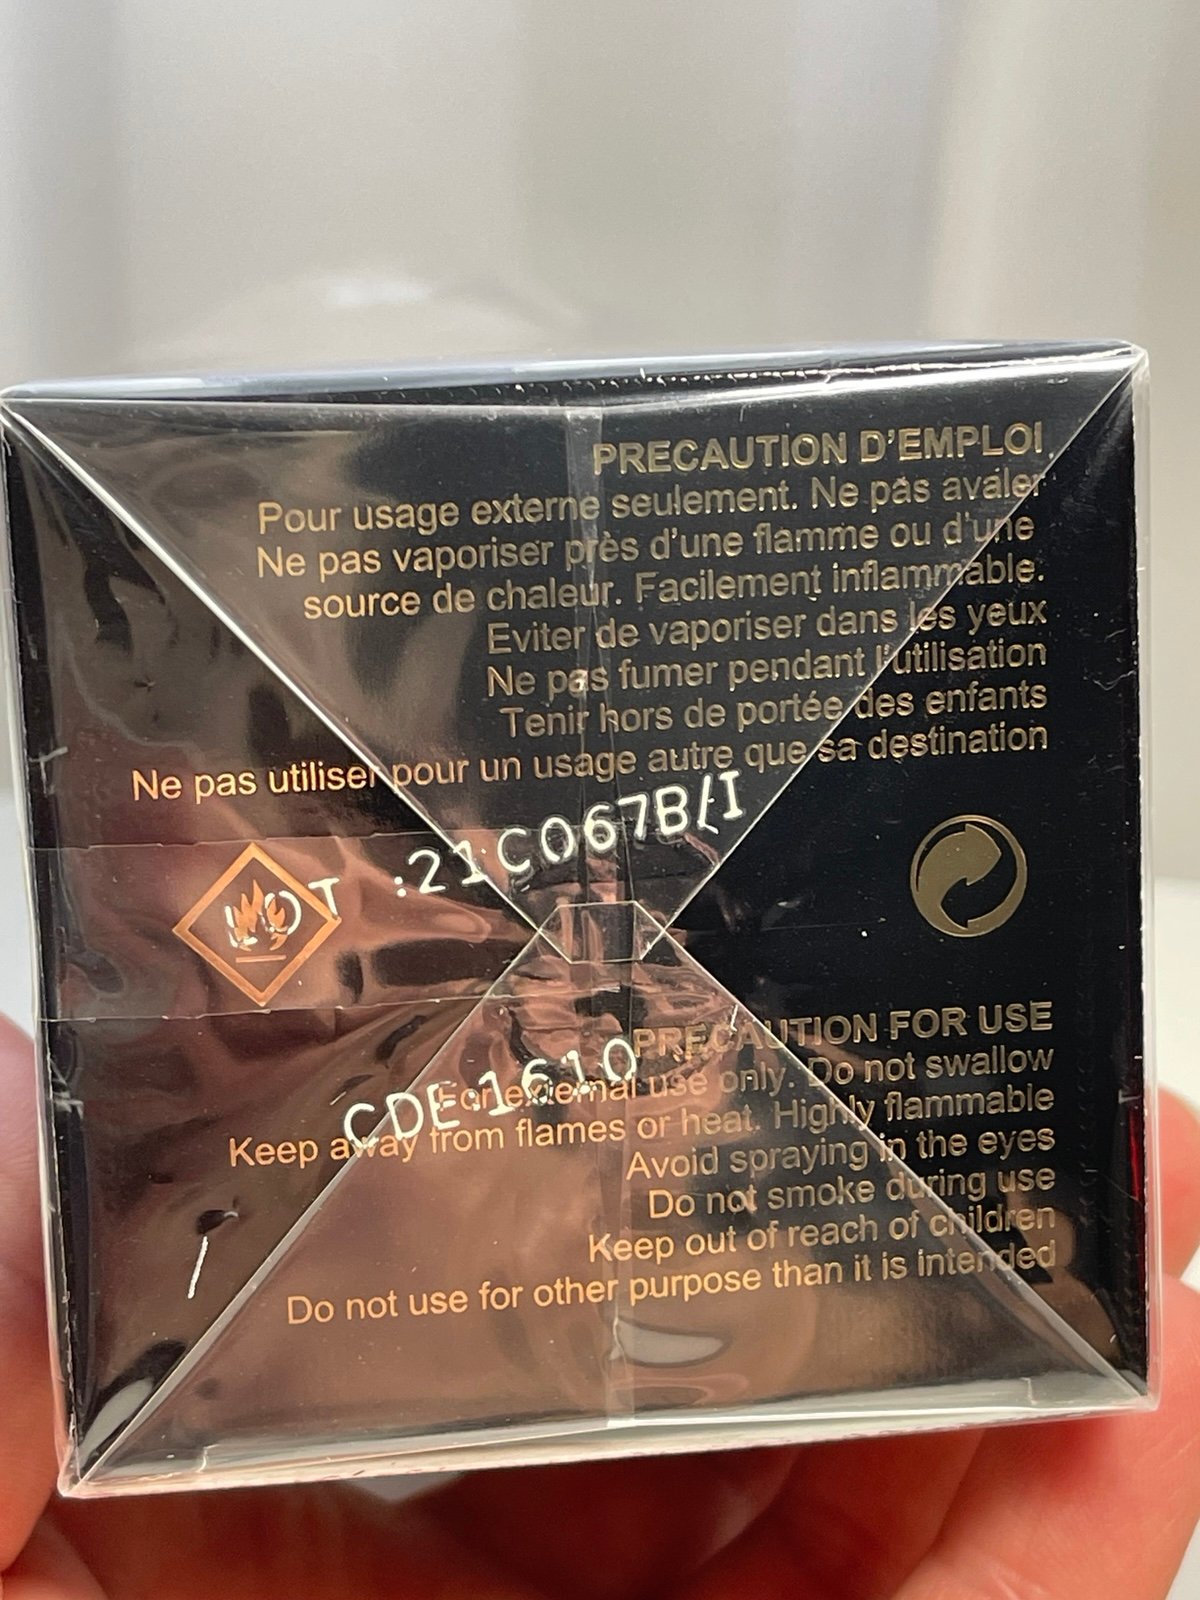 PRECAUTION D'EMPLOI
Pour usage externe seulement. Ne pas avaler
Ne pas vaporiser près d'une flamme ou d'une
source de chaleur. Facilement inflammable.
Eviter de vaporiser dans les yeux
Ne pas fumer pendant l'utilisation
Tenir hors de portée des enfants
Ne pas utiliser pour un usage autre que sa destination
LOT :21C067B/I
PRECAUTION FOR USE
CDE 1610
For external use only. Do not swallow
Keep away from flames or heat. Highly flammable
Avoid spraying in the eyes
Do not smoke during use
Keep out of reach of children
Do not use for other purpose than it is intended